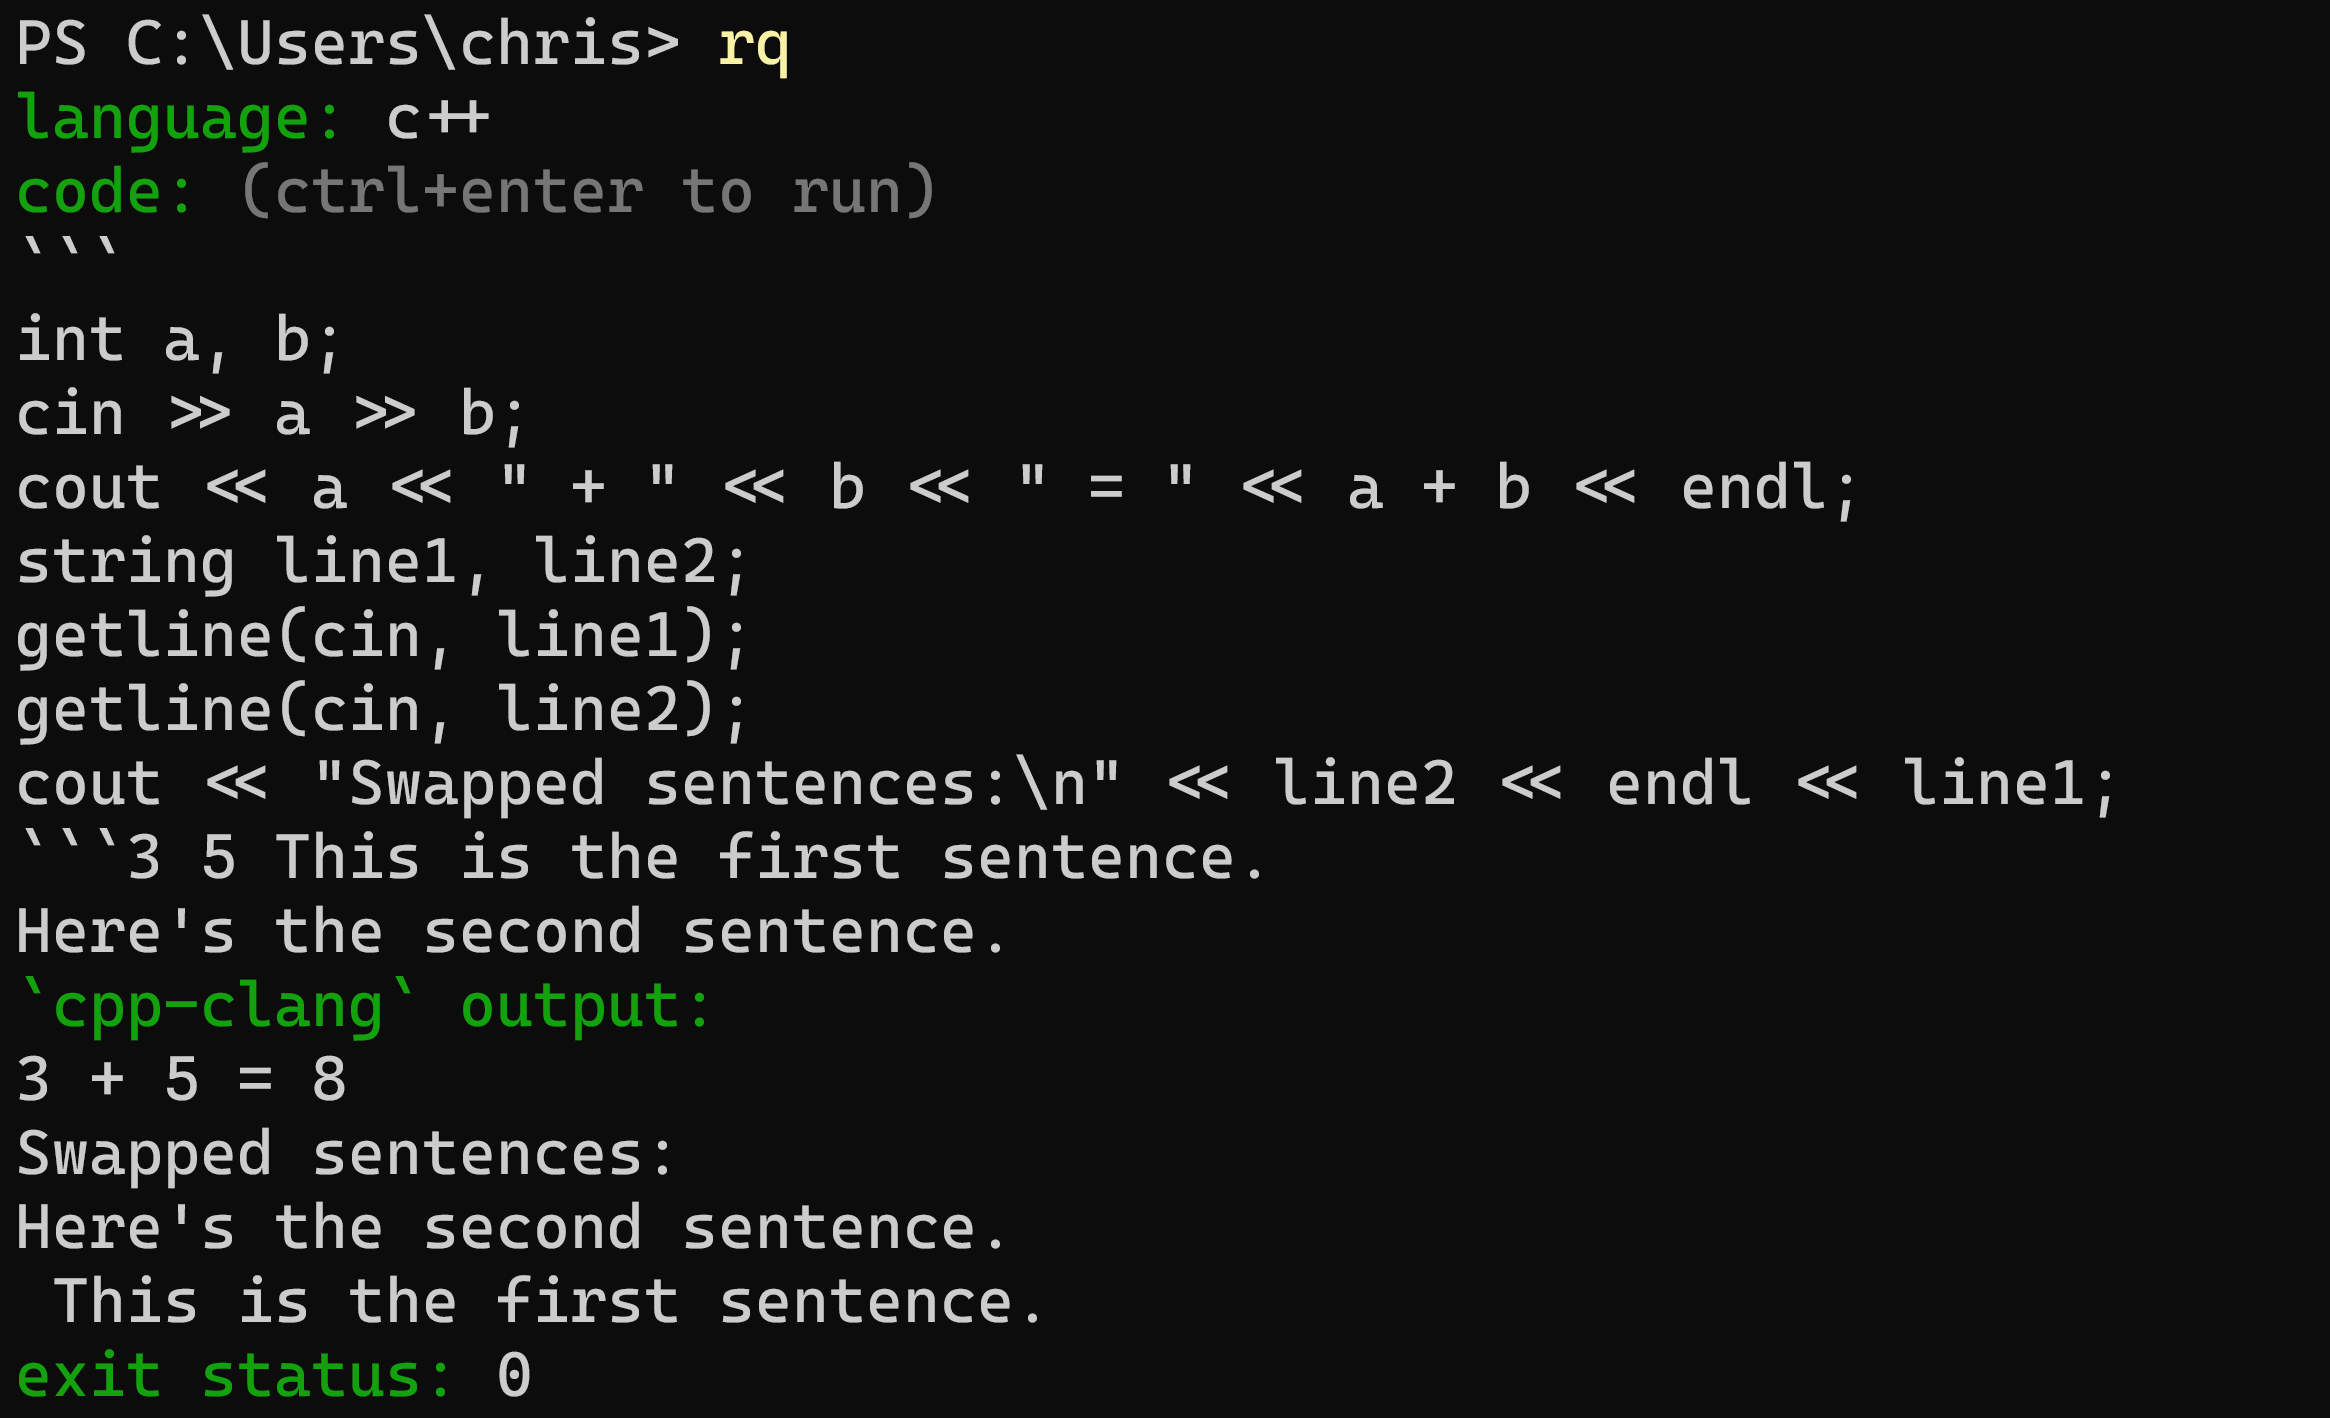 PS C:\Users\chris> rq
language: c++
code: (ctrl+enter to run)
```
int a, b;
cin >> a >> b;
cout << a << " + " << b << " = " << a + b << endl;
string line1, line2;
getline(cin, line1);
getline(cin, line2);
cout << "Swapped sentences:\n" << line2 << endl << line1;
```3 5 This is the first sentence.
Here's the second sentence.
`cpp-clang` output:
3 + 5 = 8
Swapped sentences:
Here's the second sentence.
 This is the first sentence.
exit status: 0